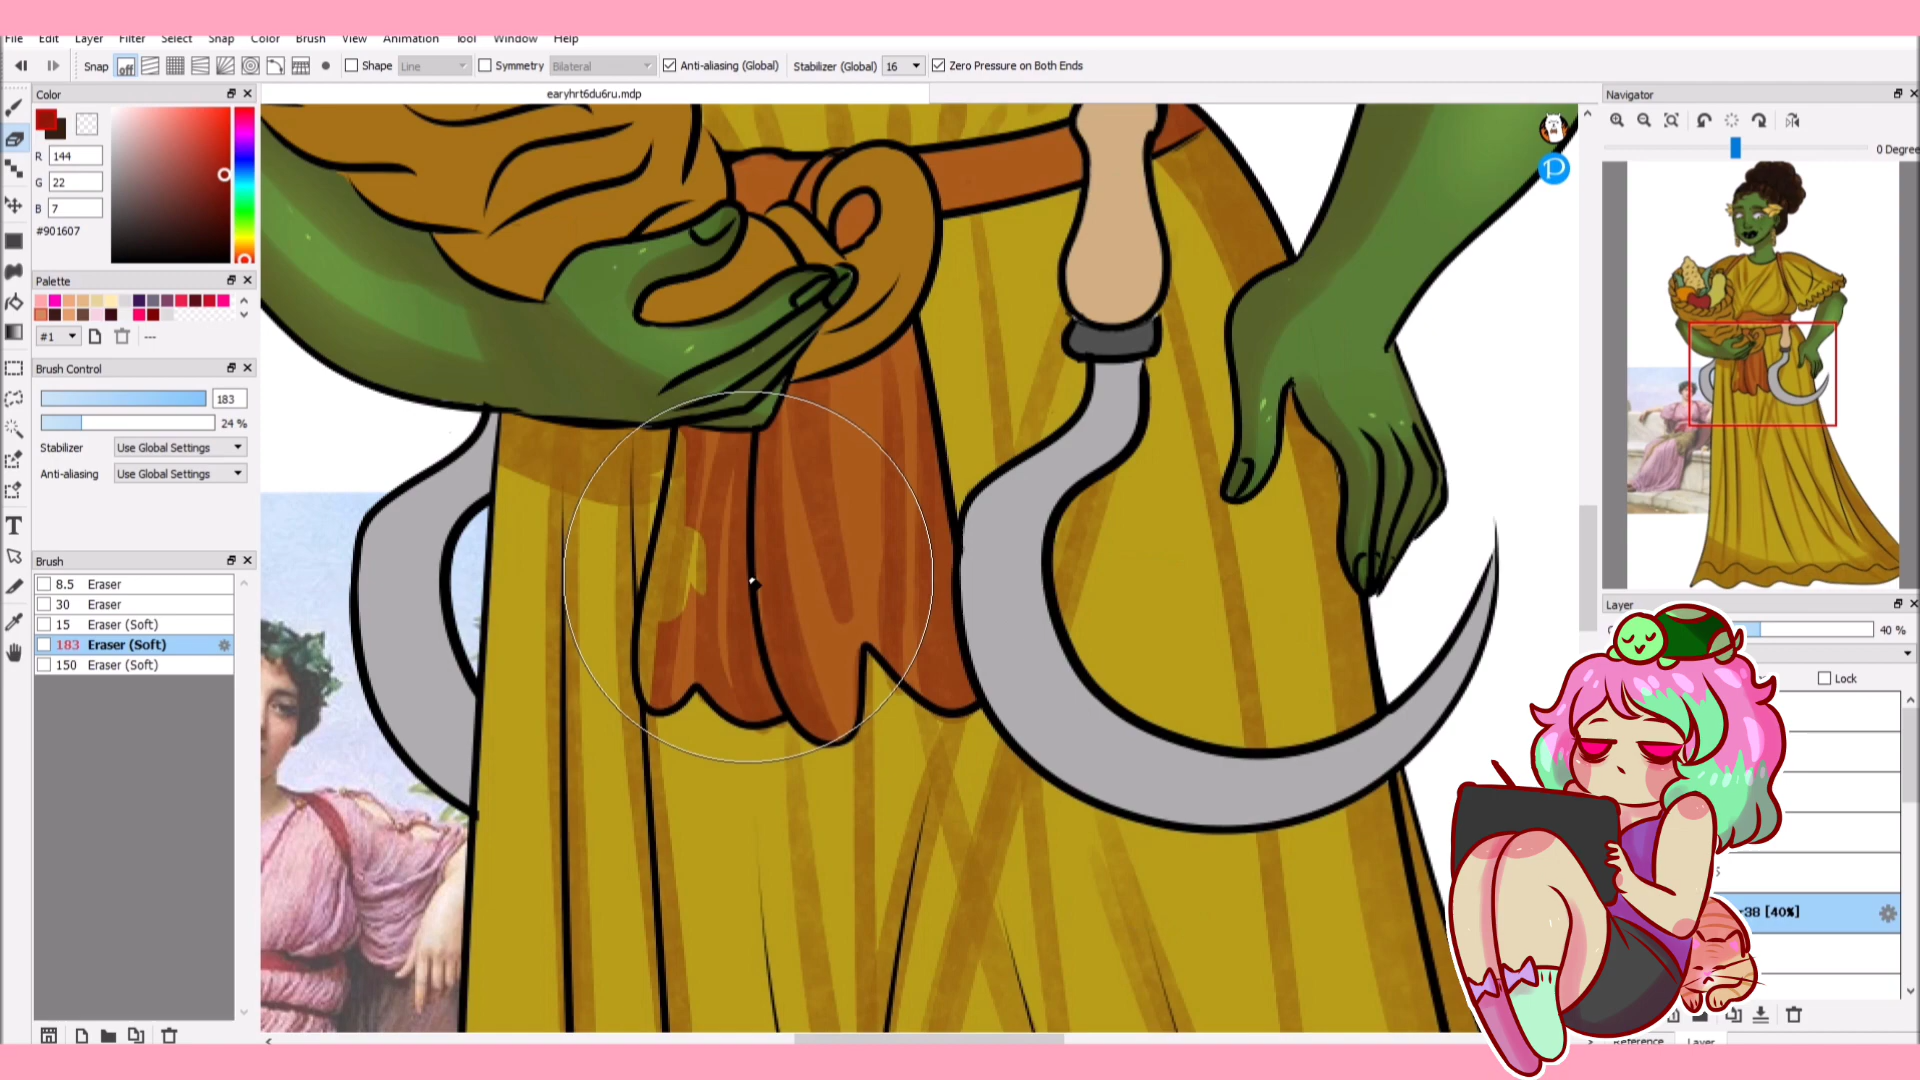 File Edit Layer Filter Select Snap Color Brush View Animation Tool Window Help
Snap off Shape Line Symmetry Bilateral Anti-aliasing (Global) Stabilizer (Global) 16 Zero Pressure on Both Ends
Color
earyhrt6du6ru.mdp
Navigator
R 144
G 22
B 7
#901607
0 Degree
Palette
#1
---
Brush Control
183
24 %
Stabilizer Use Global Settings
Anti-aliasing Use Global Settings
T
Brush
8.5 Eraser
30 Eraser
15 Eraser (Soft)
183 Eraser (Soft)
150 Eraser (Soft)
P
Layer
40 %
Lock
-38 [40%]
Reference Layer